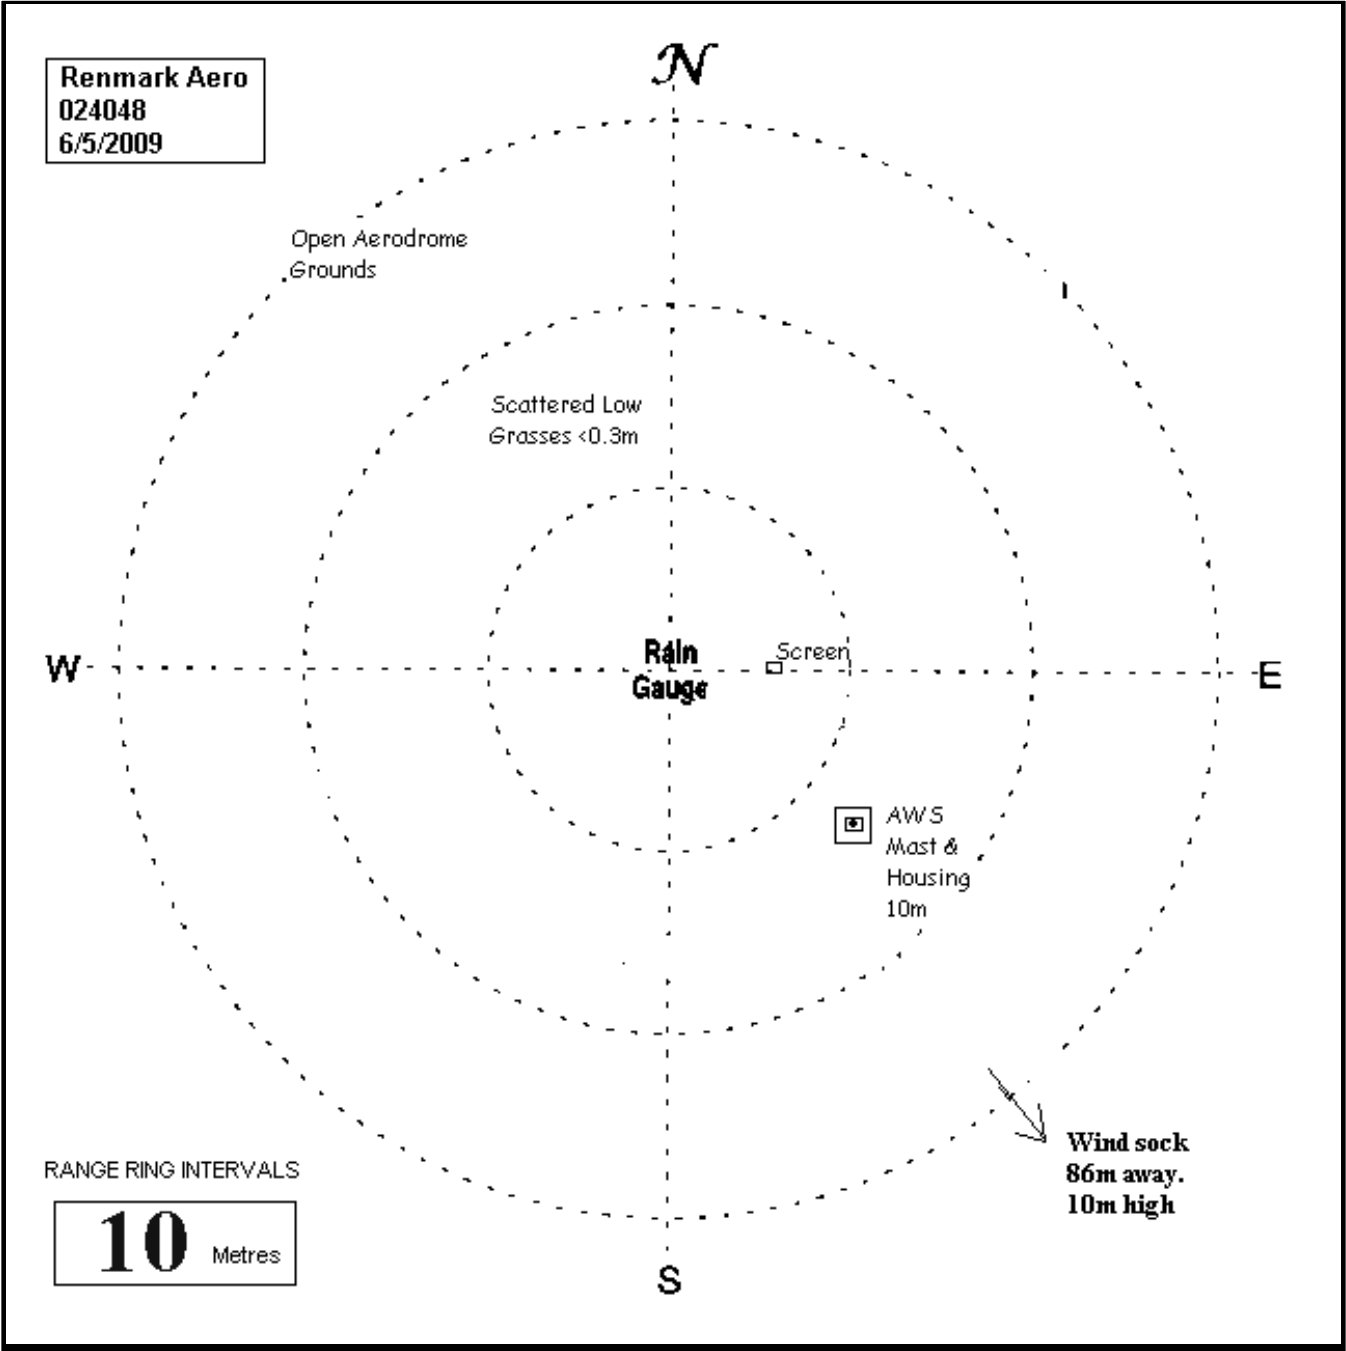 N
Renmark Aero
024048
6/5/2009
Open Aerodrome
Grounds
Scattered Low
Grasses <0.3m
W
Rain
Gauge
Screen
E
AWS
Mast &
Housing
10m
Wind sock
86m away.
10m high
RANGE RING INTERVALS
10 Metres
S